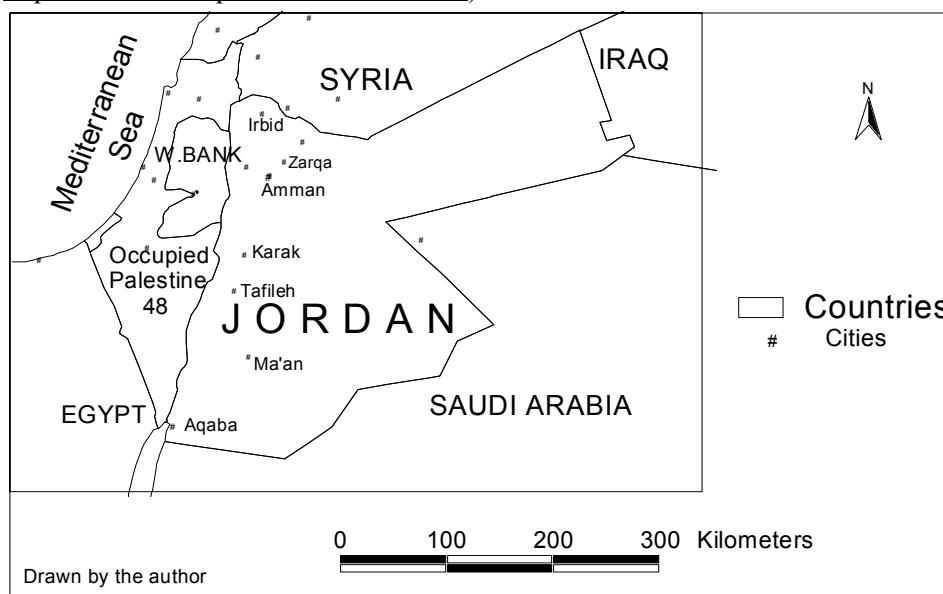 Mediterranean
Sea
SYRIA
IRAQ
N
Irbid
W.BANK
Zarqa
Amman
Occupied
Palestine
48
Karak
Tafileh
JORDAN
Ma'an
EGYPT
Aqaba
SAUDI ARABIA
Countries
# Cities
0 100 200 300 Kilometers
Drawn by the author